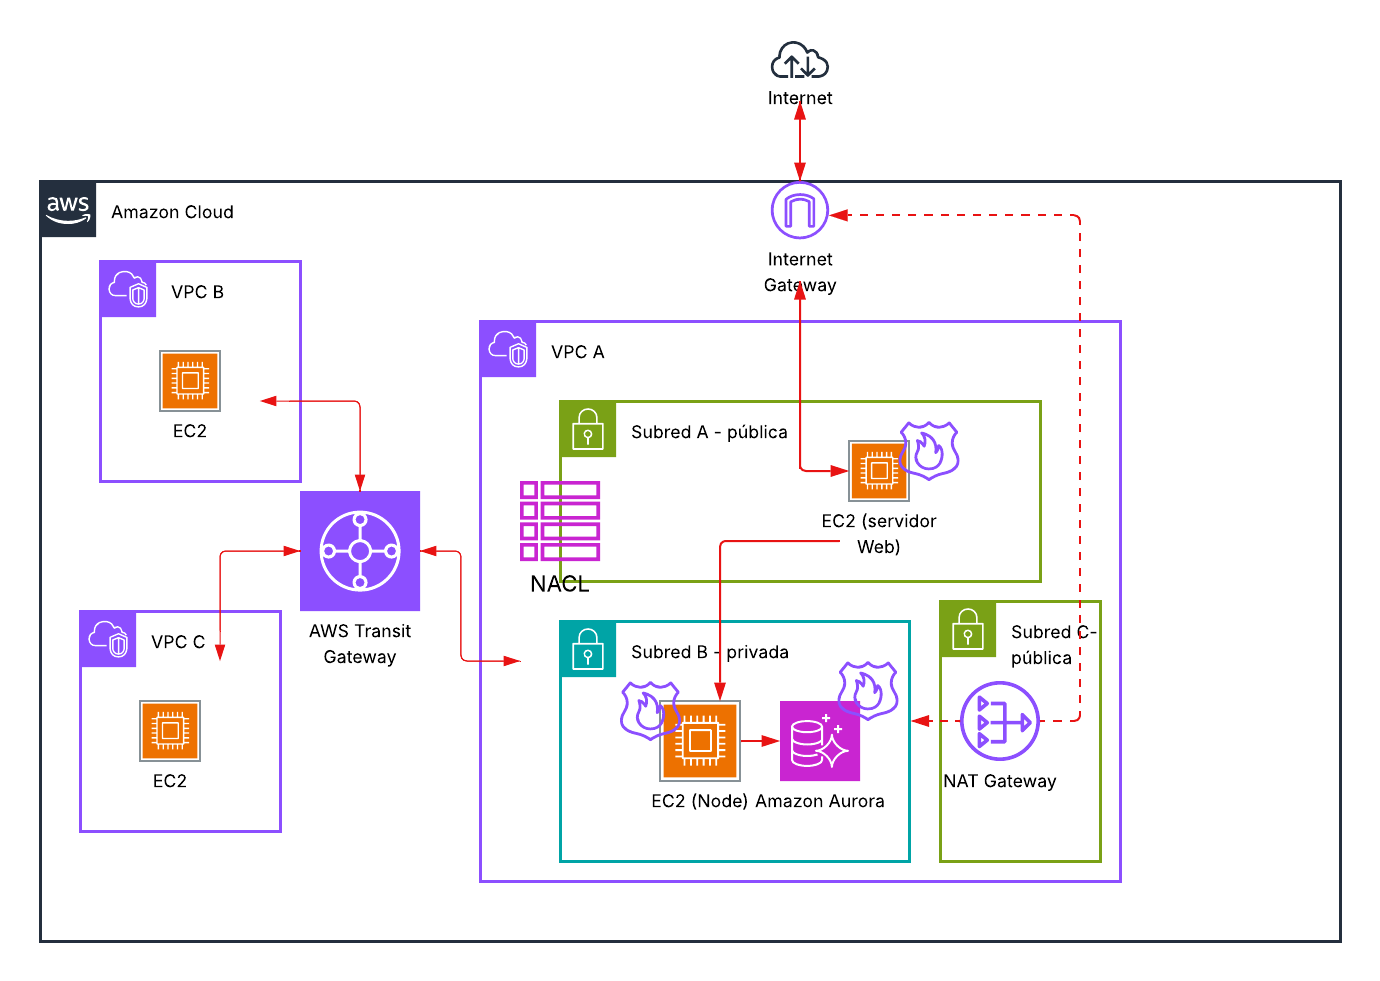 Internet
aws
Amazon Cloud
Internet
Gateway
VPC B
EC2
VPC A
Subred A - pública
EC2 (servidor
Web)
NACL
AWS Transit
Gateway
VPC C
EC2
Subred B - privada
EC2 (Node)
Amazon Aurora
Subred C-
pública
NAT Gateway